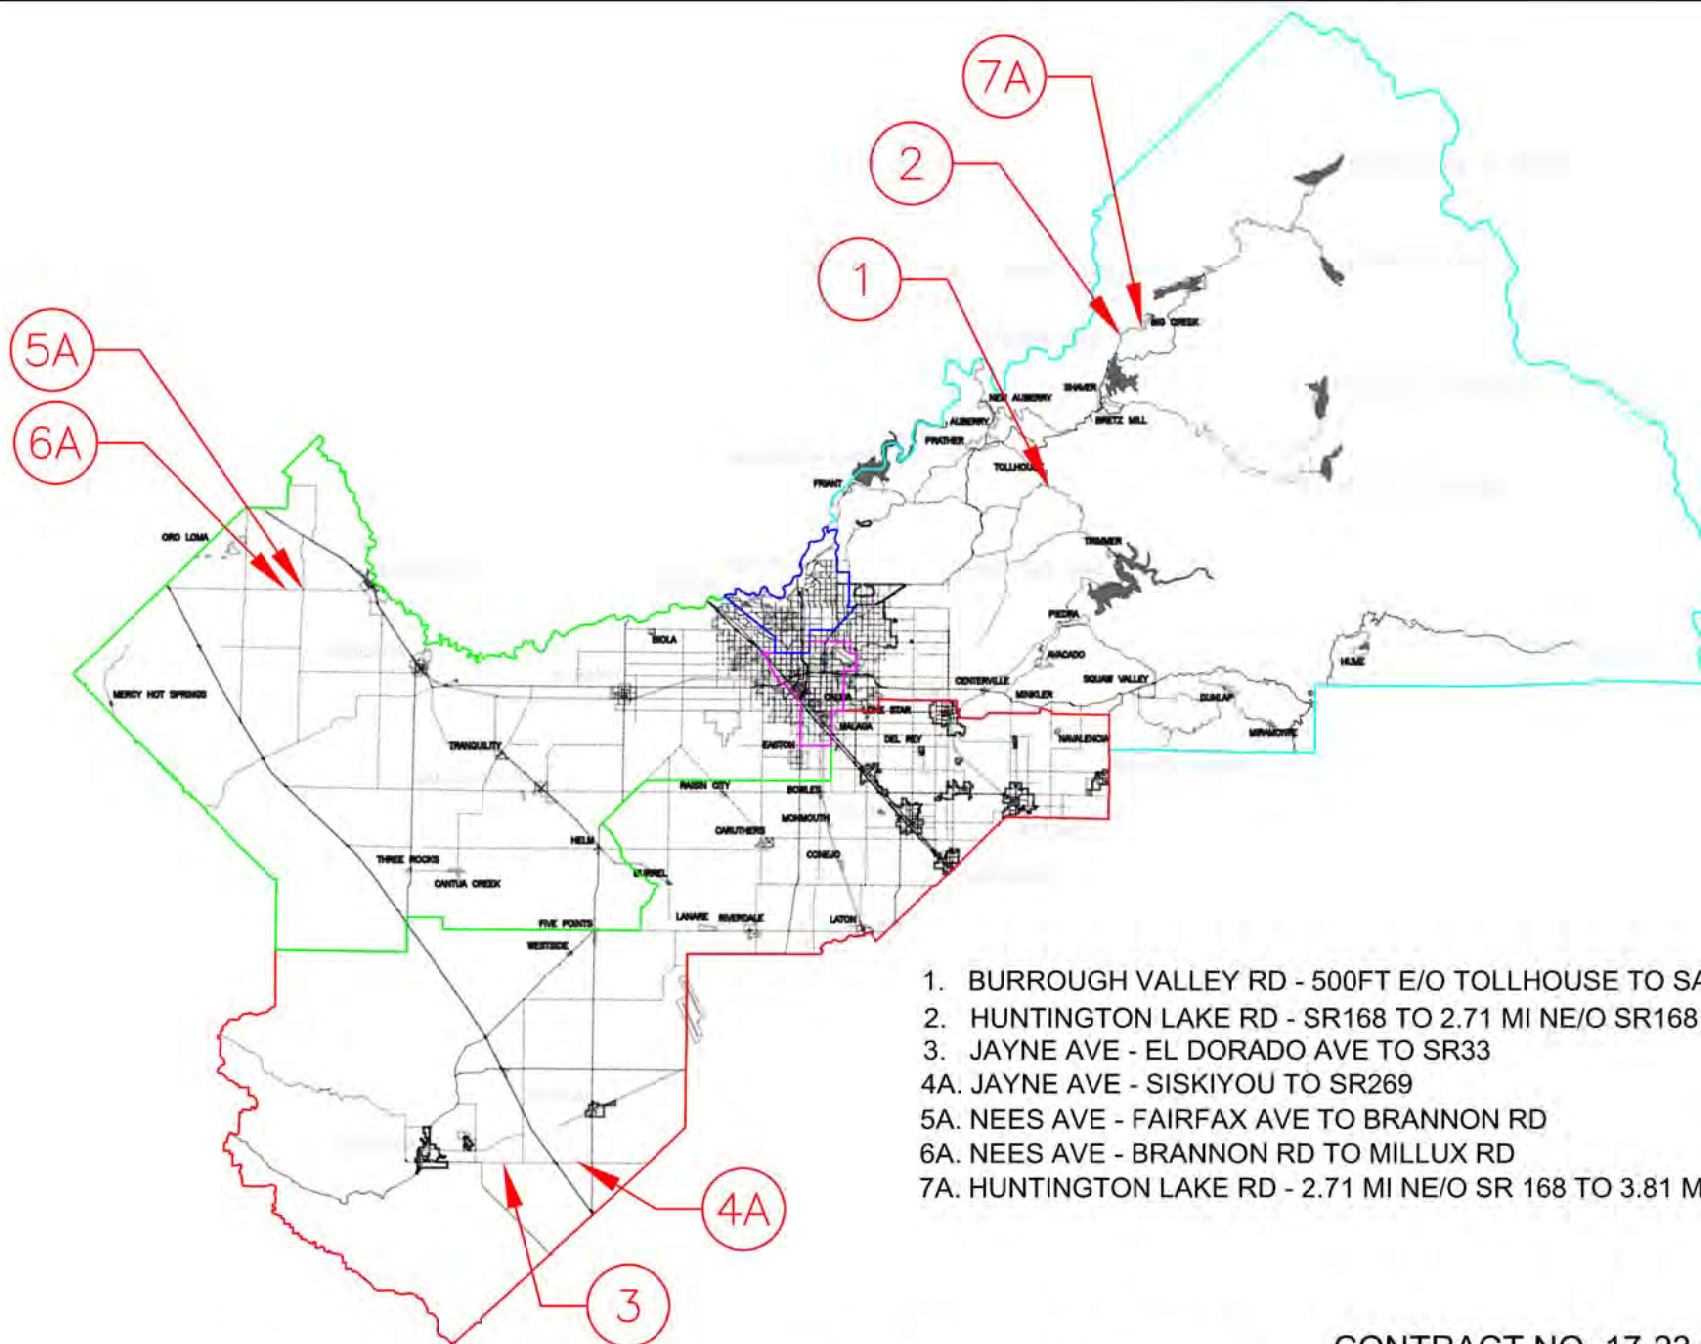 7A
2
1
5A
6A
BIG CREEK
SHAVER
NEW AUBERRY
BRETZ MILL
AUBERRY
PRATHER
TOLLHOUSE
FRIANT
ORO LOMA
TRIMMER
PIEDRA
BIOLA
AVACADO
HUME
CENTERVILLE
MINKLER
SQUAW VALLEY
DUNLAP
MERCY HOT SPRINGS
CALWA
LONE STAR
MALAGA
DEL REY
NAVALENCIA
MIRAMONTE
TRANQUILITY
EASTON
RAISIN CITY
BOWLES
MONMOUTH
CARUTHERS
HELM
CONEJO
THREE ROCKS
CANTUA CREEK
BURREL
FIVE POINTS
LANARE
RIVERDALE
LATON
WESTSIDE
1. BURROUGH VALLEY RD - 500FT E/O TOLLHOUSE TO SA
2. HUNTINGTON LAKE RD - SR168 TO 2.71 MI NE/O SR168
3. JAYNE AVE - EL DORADO AVE TO SR33
4A. JAYNE AVE - SISKIYOU TO SR269
5A. NEES AVE - FAIRFAX AVE TO BRANNON RD
6A. NEES AVE - BRANNON RD TO MILLUX RD
7A. HUNTINGTON LAKE RD - 2.71 MI NE/O SR 168 TO 3.81 M
4A
3